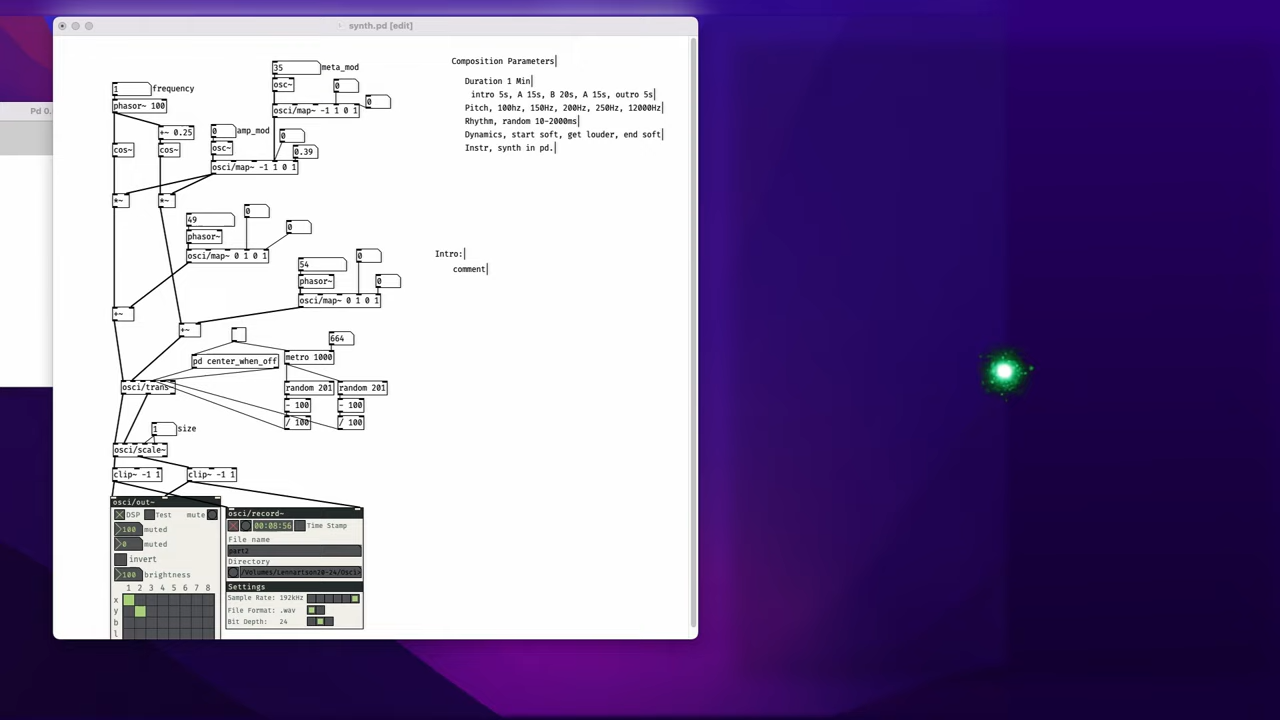 synth.pd [edit]
Pd 0.
1 frequency
phasor~ 100
+~ 0.25
cos~
cos~
35 meta_mod
osc~
0
0
osci/map~ -1 1 0 1
0 amp_mod
osc~
0
0.39
osci/map~ -1 1 0 1
*~
*~
49
0
phasor~
0
osci/map~ 0 1 0 1
54
0
phasor~
0
osci/map~ 0 1 0 1
+~
+~
pd center_when_off
664
metro 1000
osci/trans~
random 201
random 201
- 100
- 100
/ 100
/ 100
1 size
osci/scale~
clip~ -1 1
clip~ -1 1
osci/out~
DSP Test mute
>100 muted
>0 muted
invert
>100 brightness
1 2 3 4 5 6 7 8
x
y
b
osci/record~
00:08:56 Time Stamp
File name
part2
Directory
/Volumes/Lennartson20-24/Osci>
Settings
Sample Rate: 192kHz
File Format: .wav
Bit Depth: 24
Composition Parameters
Duration 1 Min
intro 5s, A 15s, B 20s, A 15s, outro 5s
Pitch, 100hz, 150Hz, 200Hz, 250Hz, 12000Hz
Rhythm, random 10-2000ms
Dynamics, start soft, get louder, end soft
Instr, synth in pd.
Intro:
comment